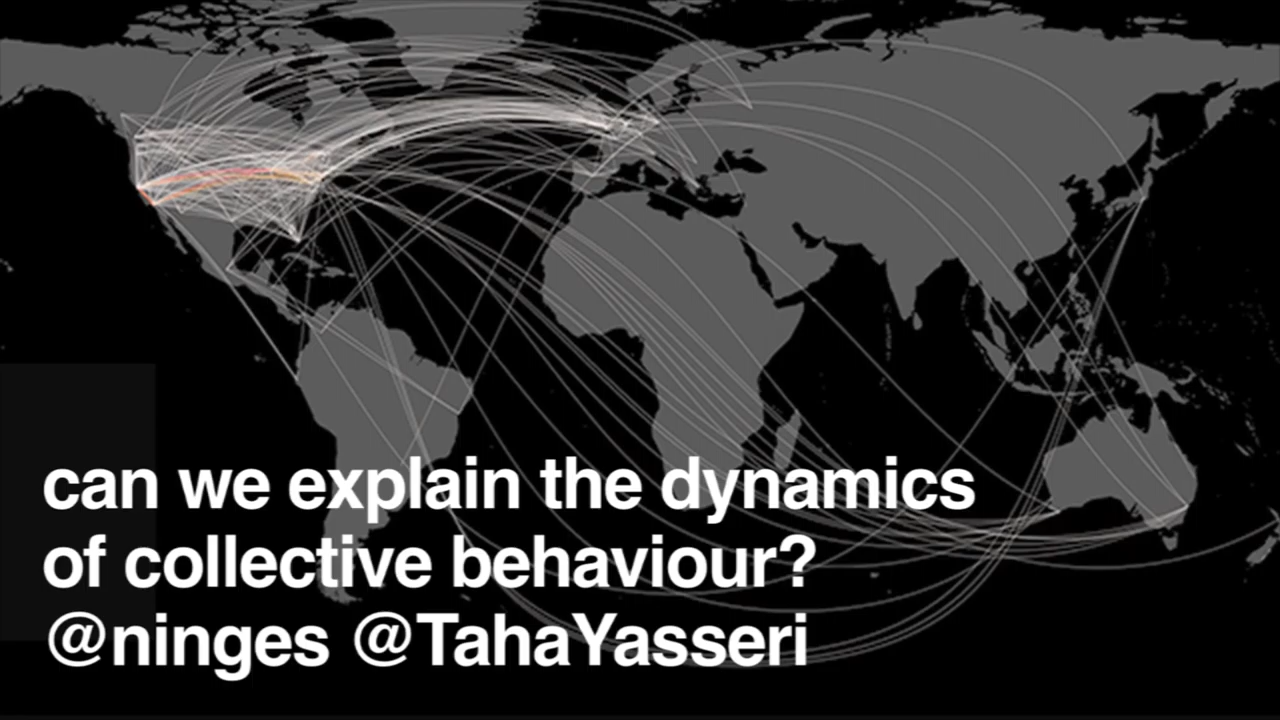 can we explain the dynamics
of collective behaviour?
@ninges @TahaYasseri